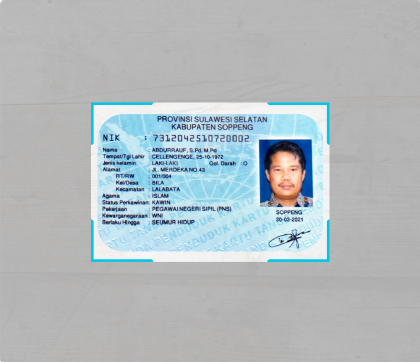 PROVINSI SULAWESI SELATAN
KABUPATEN SOPPENG
NIK : 7312042510720002
Nama : ABDURRAUF, S.Pd, M.Pd
Tempat/Tgl Lahir : CELLENGENGE, 25-10-1972
Jenis kelamin : LAKI-LAKI Gol. Darah : O
Alamat : JL. MERDEKA NO.43
RT/RW : 001/004
Kel/Desa : BILA
Kecamatan : LALABATA
Agama : ISLAM
Status Perkawinan: KAWIN
Pekerjaan : PEGAWAI NEGERI SIPIL (PNS)
Kewarganegaraan : WNI
Berlaku Hingga : SEUMUR HIDUP
SOPPENG
30-03-2021